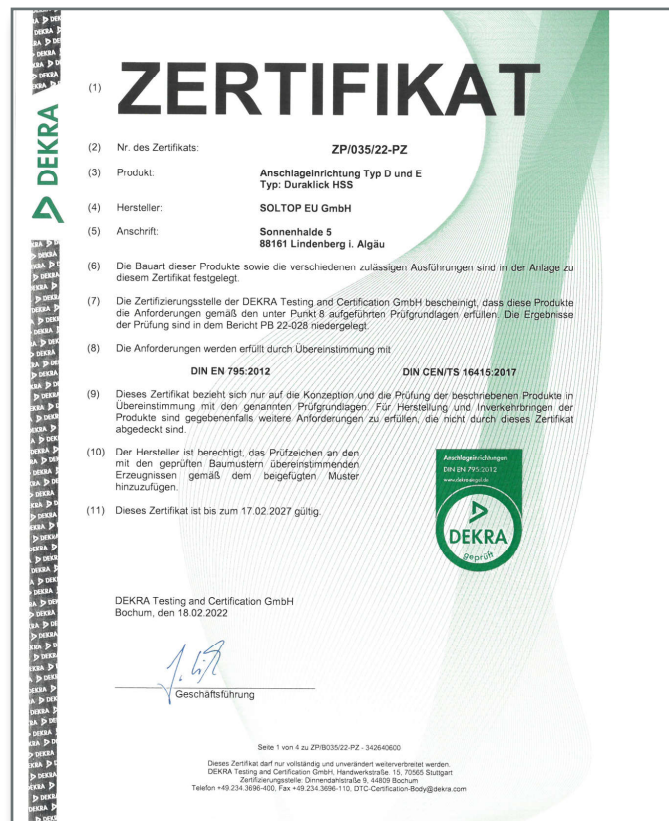 (1) ZERTIFIKAT
DEKRA
(2) Nr. des Zertifikats: ZP/035/22-PZ
(3) Produkt: Anschlageinrichtung Typ D und E
Typ: Duraklick HSS
(4) Hersteller: SOLTOP EU GmbH
(5) Anschrift: Sonnenhalde 5
88161 Lindenberg i. Algäu
(6) Die Bauart dieser Produkte sowie die verschiedenen zulässigen Ausführungen sind in der Anlage zu
diesem Zertifikat festgelegt.
(7) Die Zertifizierungsstelle der DEKRA Testing and Certification GmbH bescheinigt, dass diese Produkte
die Anforderungen gemäß den unter Punkt 8 aufgeführten Prüfgrundlagen erfüllen. Die Ergebnisse
der Prüfung sind in dem Bericht PB 22-028 niedergelegt.
(8) Die Anforderungen werden erfüllt durch Übereinstimmung mit
DIN EN 795:2012 DIN CEN/TS 16415:2017
(9) Dieses Zertifikat bezieht sich nur auf die Konzeption und die Prüfung der beschriebenen Produkte in
Übereinstimmung mit den genannten Prüfgrundlagen. Für Herstellung und Inverkehrbringen der
Produkte sind gegebenenfalls weitere Anforderungen zu erfüllen, die nicht durch dieses Zertifikat
abgedeckt sind.
(10) Der Hersteller ist berechtigt, das Prüfzeichen an den
mit den geprüften Baumustern übereinstimmenden
Erzeugnissen gemäß dem beigefügten Muster
hinzuzufügen.
Anschlageinrichtungen
DIN EN 795:2012
www.dekra-siegel.de
DEKRA
geprüft
(11) Dieses Zertifikat ist bis zum 17.02.2027 gültig.
DEKRA Testing and Certification GmbH
Bochum, den 18.02.2022
Geschäftsführung
Seite 1 von 4 zu ZP/B035/22-PZ - 342640600
Dieses Zertifikat darf nur vollständig und unverändert weiterverbreitet werden.
DEKRA Testing and Certification GmbH, Handwerkstraße. 15, 70565 Stuttgart
Zertifizierungsstelle: Dinnendahlstraße 9, 44809 Bochum
Telefon +49.234.3696-400, Fax +49.234.3696-110, DTC-Certification-Body@dekra.com